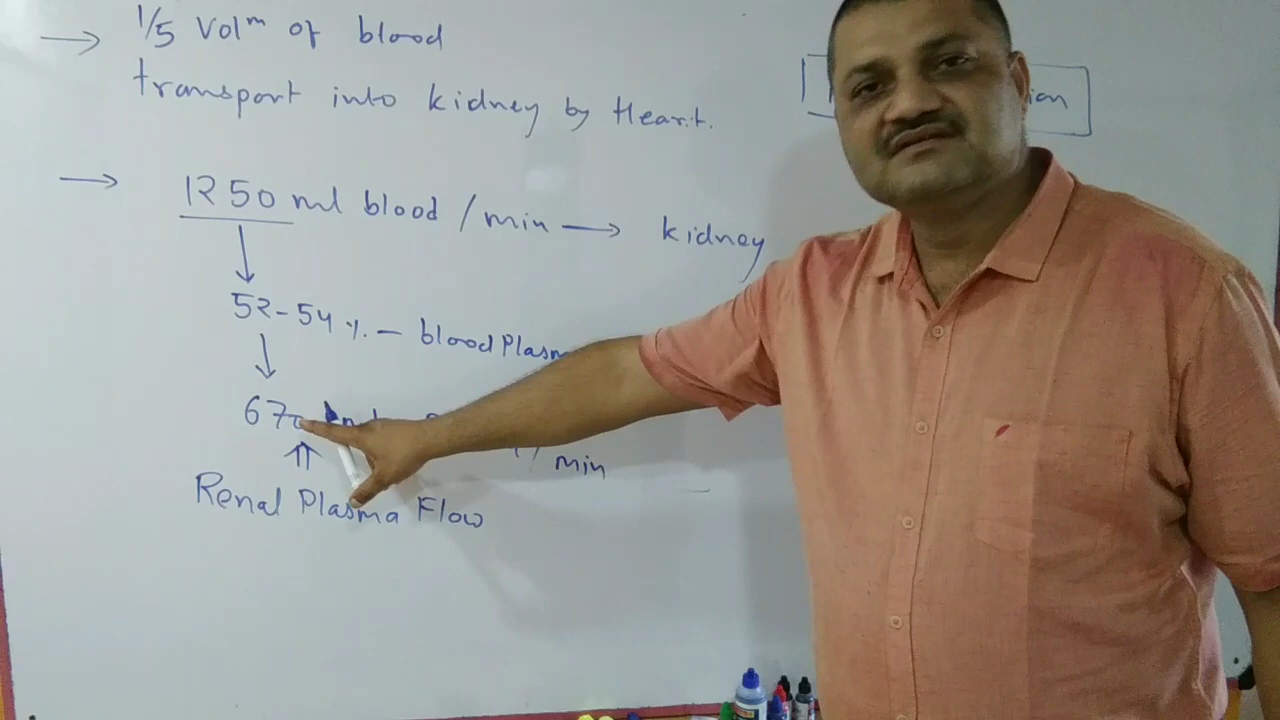 → 1/5 Volᵐ of blood
transport into kidney by Heart.
→ 1250 ml blood / min → kidney
↓
52-54 % - blood Plasm
↓
670
/ min
⇑
Renal Plasma Flow
ion